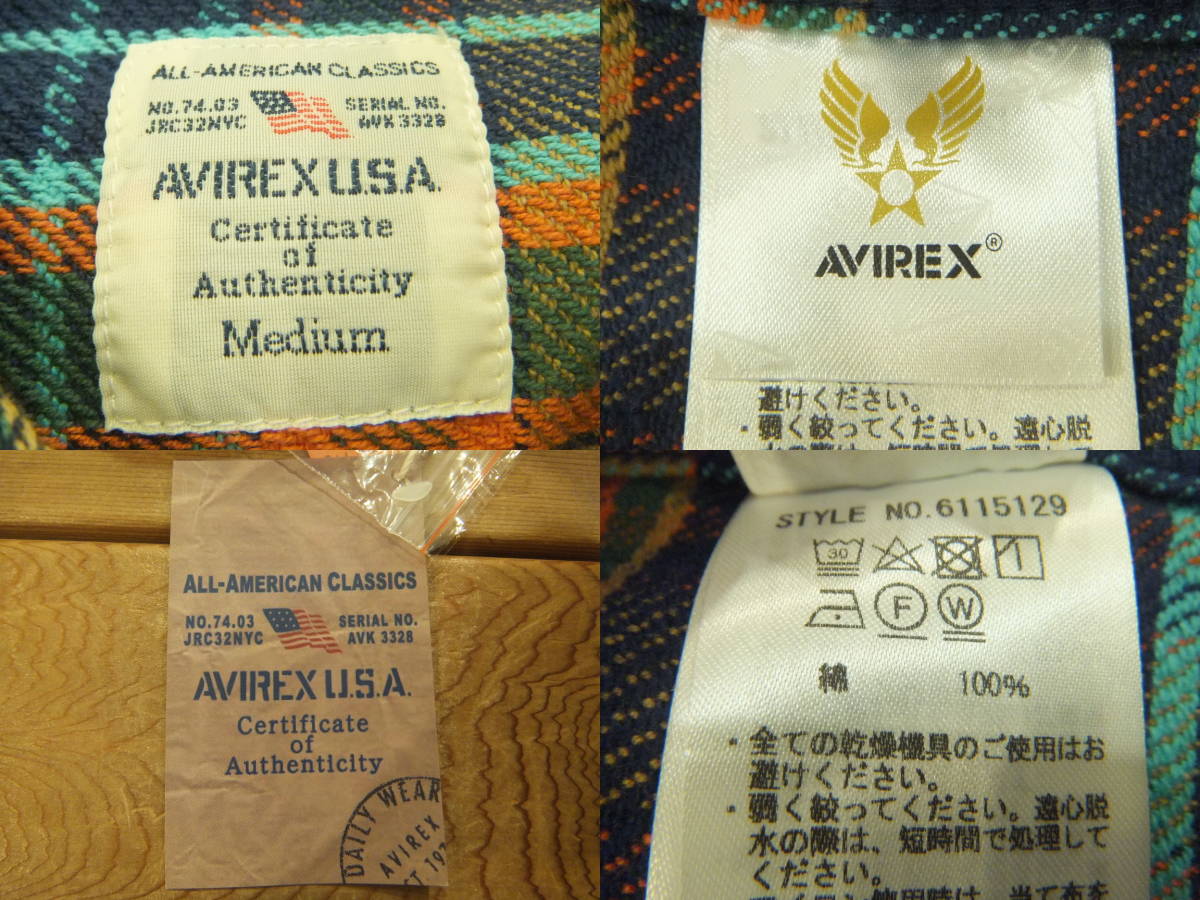 ALL-AMERICAN CLASSICS
NO.74.03 SERIAL NO.
JRC32NYC AVK 3328
AVIREX U.S.A.
Certificate
of
Authenticity
Medium
AVIREX®
避けください。
・弱く絞ってください。遠心脱
ALL-AMERICAN CLASSICS
NO.74.03 SERIAL NO.
JRC32NYC AVK 3328
AVIREX U.S.A.
Certificate
of
Authenticity
DAILY WEAR
AVIREX
STYLE NO.6115129
30
F W
綿 100%
・全ての乾燥機具のご使用はお
避けください。
・弱く絞ってください。遠心脱
水の際は、短時間で処理して
ください。